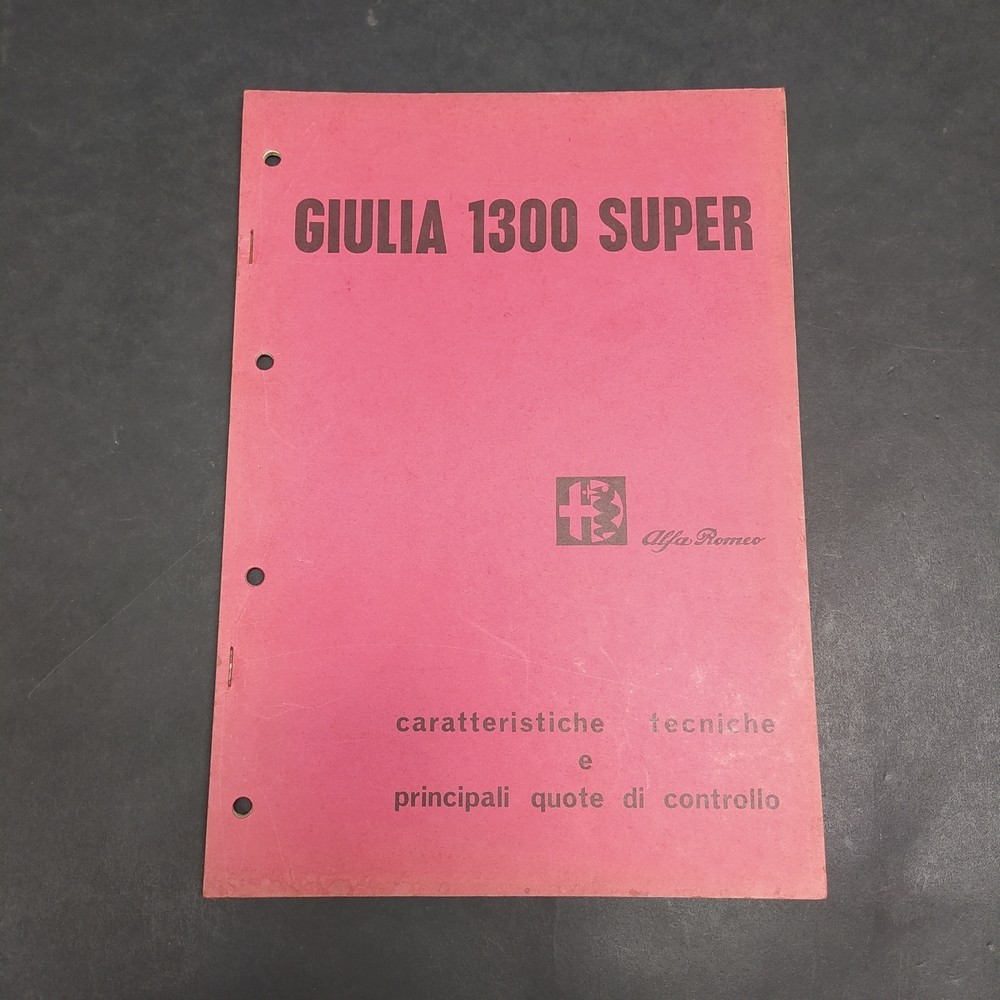 GIULIA 1300 SUPER
Alfa Romeo
caratteristiche tecniche
e
principali quote di controllo